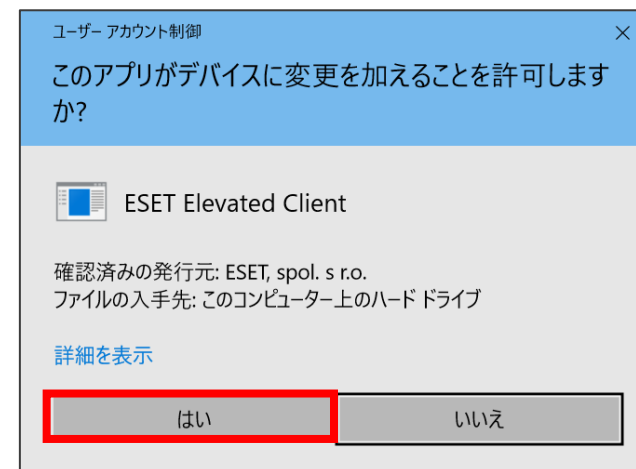 ユーザー アカウント制御
このアプリがデバイスに変更を加えることを許可します
か?
ESET Elevated Client
確認済みの発行元: ESET, spol. s r.o.
ファイルの入手先: このコンピューター上のハード ドライブ
詳細を表示
はい
いいえ